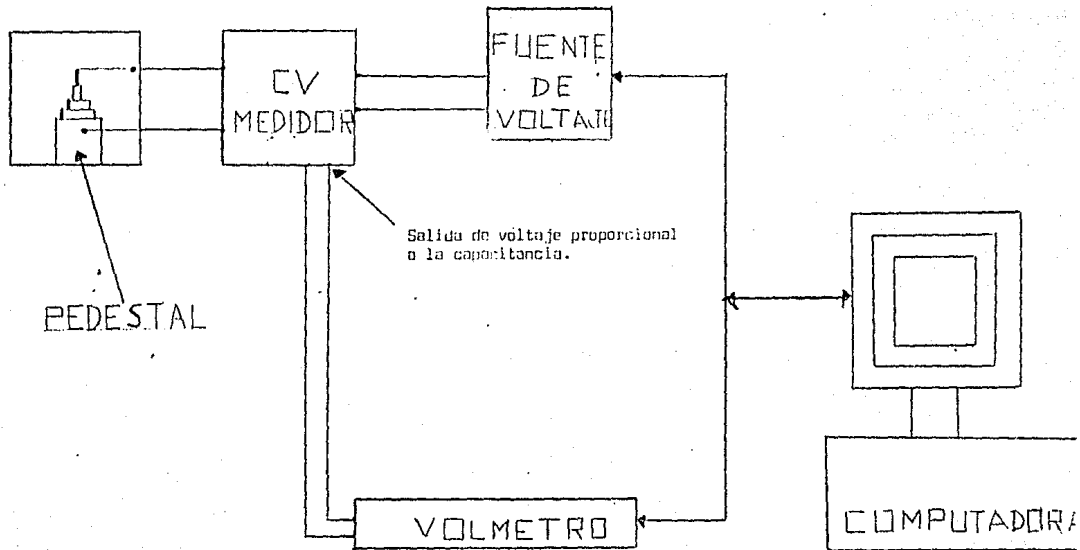 FUENTE
DE
VOLTAJE
CV
MEDIDOR
Salida de voltaje proporcional
a la capacitancia.
PEDESTAL
VOLMETRO
COMPUTADORA